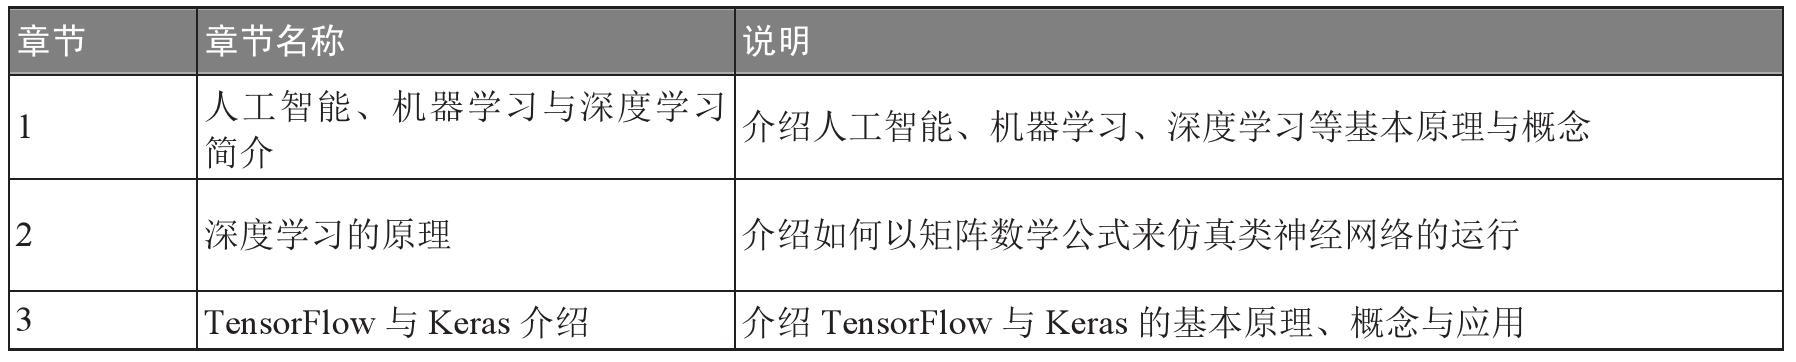 章节 章节名称 说明
1 人工智能、机器学习与深度学习
简介 介绍人工智能、机器学习、深度学习等基本原理与概念
2 深度学习的原理 介绍如何以矩阵数学公式来仿真类神经网络的运行
3 TensorFlow 与 Keras 介绍 介绍 TensorFlow 与 Keras 的基本原理、概念与应用